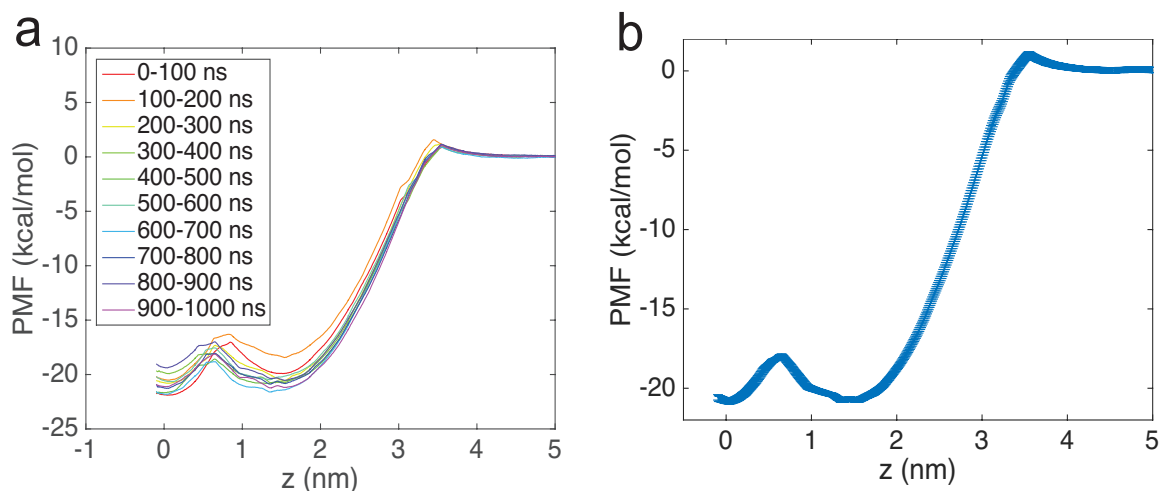 a
10
5
0
-5
-10
-15
-20
-25
PMF (kcal/mol)
0-100 ns
100-200 ns
200-300 ns
300-400 ns
400-500 ns
500-600 ns
600-700 ns
700-800 ns
800-900 ns
900-1000 ns
-1 0 1 2 3 4 5
z (nm)
b
0
-5
-10
-15
-20
PMF (kcal/mol)
0 1 2 3 4 5
z (nm)